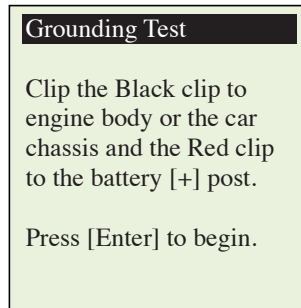 Grounding Test
Clip the Black clip to
engine body or the car
chassis and the Red clip
to the battery [+] post.
Press [Enter] to begin.